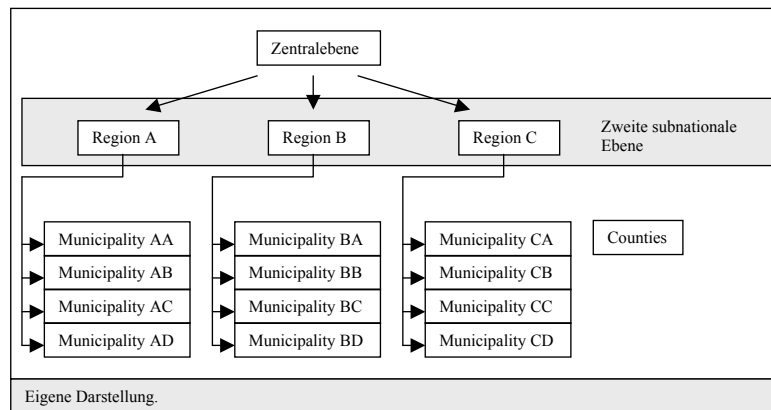 Zentralebene
Region A
Region B
Region C
Zweite subnationale
Ebene
Municipality AA
Municipality AB
Municipality AC
Municipality AD
Municipality BA
Municipality BB
Municipality BC
Municipality BD
Municipality CA
Municipality CB
Municipality CC
Municipality CD
Counties
Eigene Darstellung.